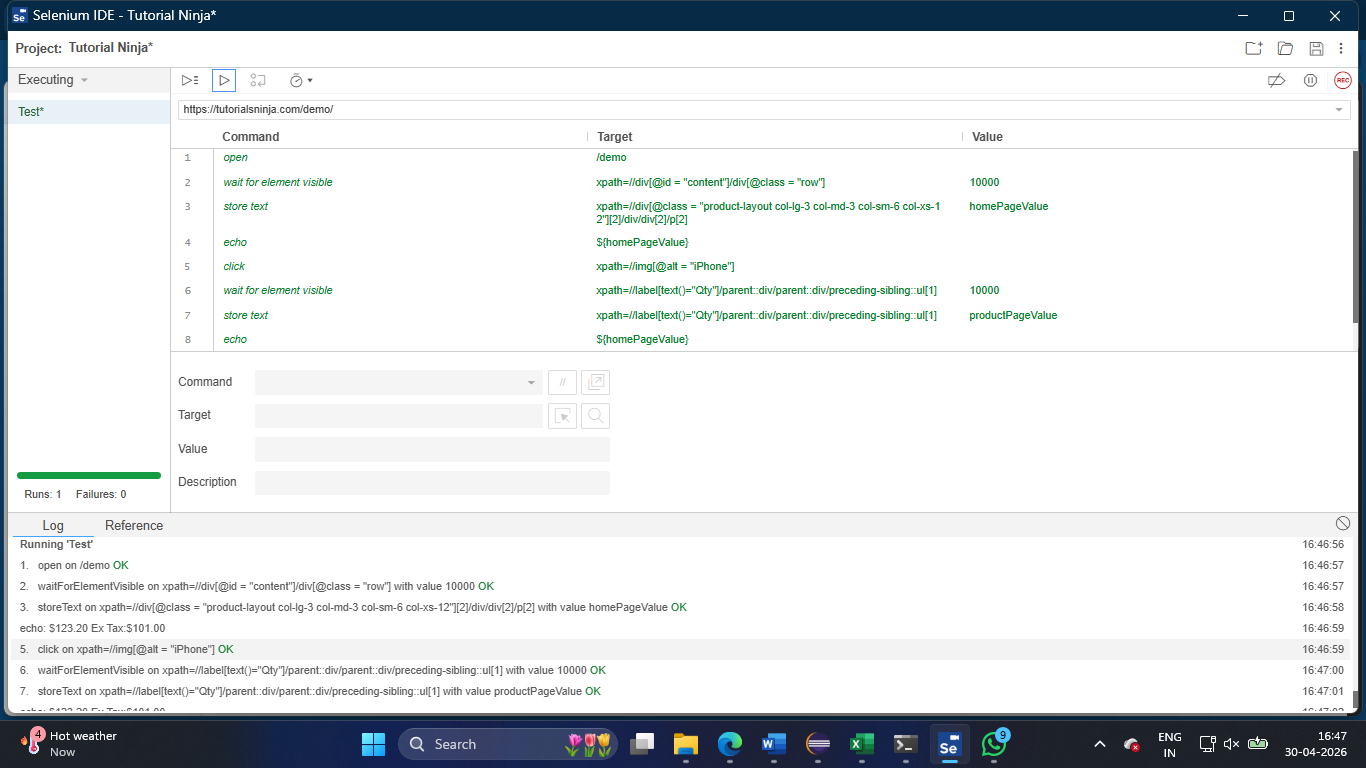 Selenium IDE - Tutorial Ninja*
Project: Tutorial Ninja*
Executing
REC
Test*
https://tutorialsninja.com/demo/
Command Target Value
1 open /demo
2 wait for element visible xpath=//div[@id = "content"]/div[@class = "row"] 10000
3 store text xpath=//div[@class = "product-layout col-lg-3 col-md-3 col-sm-6 col-xs-1 homePageValue
2"][2]/div/div[2]/p[2]
4 echo ${homePageValue}
5 click xpath=//img[@alt = "iPhone"]
6 wait for element visible xpath=//label[text()="Qty"]/parent::div/parent::div/preceding-sibling::ul[1] 10000
7 store text xpath=//label[text()="Qty"]/parent::div/parent::div/preceding-sibling::ul[1] productPageValue
8 echo ${homePageValue}
Command //
Target
Value
Description
Runs: 1 Failures: 0
Log Reference
Running 'Test' 16:46:56
1. open on /demo OK 16:46:57
2. waitForElementVisible on xpath=//div[@id = "content"]/div[@class = "row"] with value 10000 OK 16:46:57
3. storeText on xpath=//div[@class = "product-layout col-lg-3 col-md-3 col-sm-6 col-xs-12"][2]/div/div[2]/p[2] with value homePageValue OK 16:46:58
echo: $123.20 Ex Tax:$101.00 16:46:59
5. click on xpath=//img[@alt = "iPhone"] OK 16:46:59
6. waitForElementVisible on xpath=//label[text()="Qty"]/parent::div/parent::div/preceding-sibling::ul[1] with value 10000 OK 16:47:00
7. storeText on xpath=//label[text()="Qty"]/parent::div/parent::div/preceding-sibling::ul[1] with value productPageValue OK 16:47:01
echo: $123.20 Ex Tax:$101.00 16:47:02
4 Hot weather
Now
Search
Se
9
ENG
IN
16:47
30-04-2026